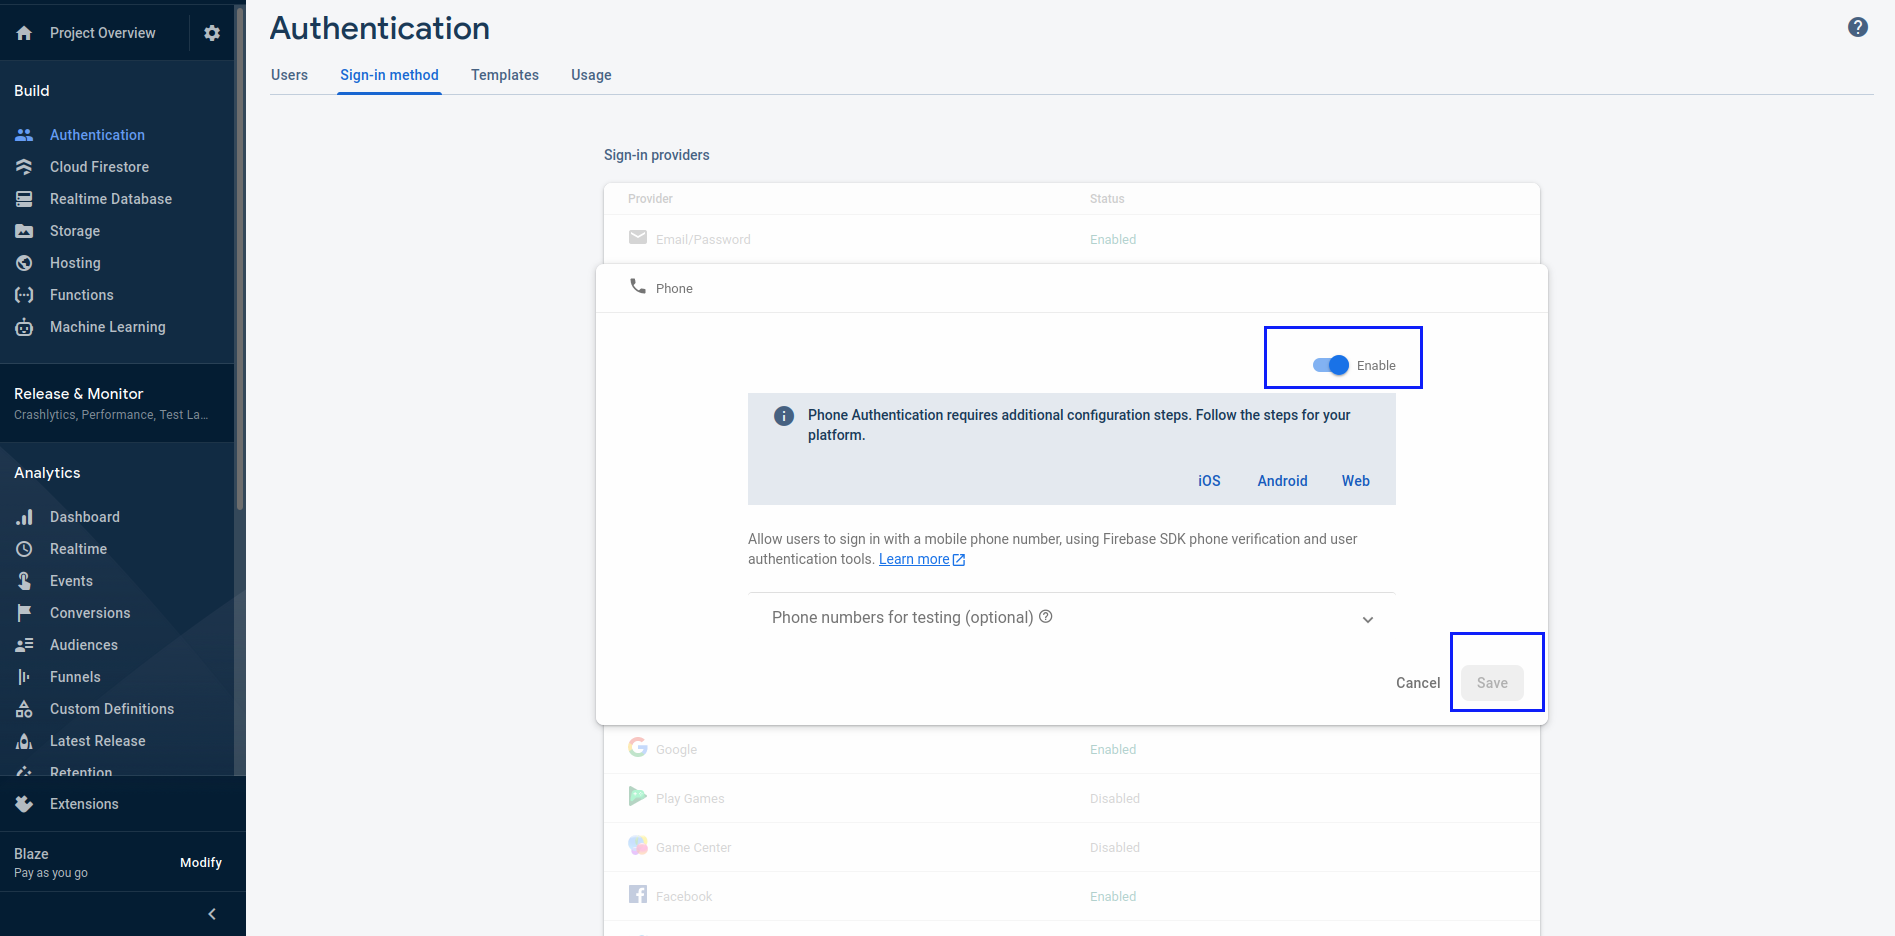 Project Overview
Build
Authentication
Cloud Firestore
Realtime Database
Storage
Hosting
Functions
Machine Learning
Release & Monitor
Crashlytics, Performance, Test La...
Analytics
Dashboard
Realtime
Events
Conversions
Audiences
Funnels
Custom Definitions
Latest Release
Retention
Extensions
Blaze
Pay as you go
Modify
Authentication
Users Sign-in method Templates Usage
Sign-in providers
Provider Status
Email/Password Enabled
Phone
Enable
Phone Authentication requires additional configuration steps. Follow the steps for your
platform.
iOS Android Web
Allow users to sign in with a mobile phone number, using Firebase SDK phone verification and user
authentication tools. Learn more
Phone numbers for testing (optional)
Cancel Save
Google Enabled
Play Games Disabled
Game Center Disabled
Facebook Enabled